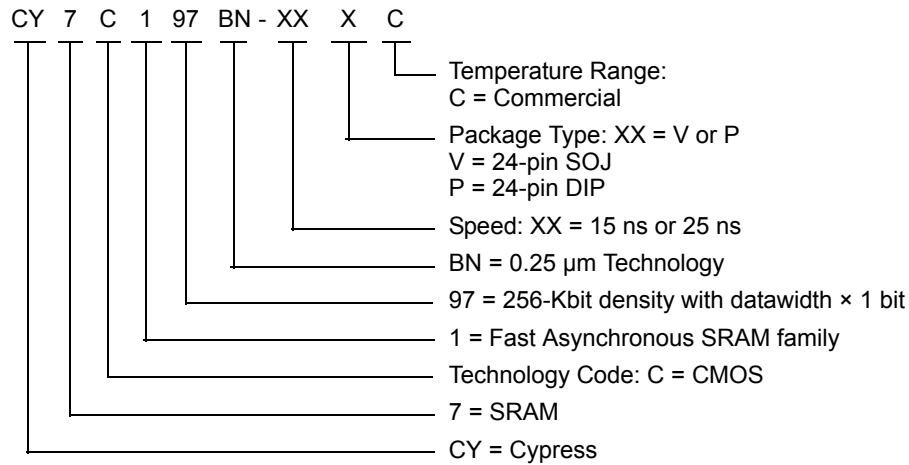 CY 7 C 1 97 BN - XX X C
Temperature Range:
C = Commercial
Package Type: XX = V or P
V = 24-pin SOJ
P = 24-pin DIP
Speed: XX = 15 ns or 25 ns
BN = 0.25 µm Technology
97 = 256-Kbit density with datawidth × 1 bit
1 = Fast Asynchronous SRAM family
Technology Code: C = CMOS
7 = SRAM
CY = Cypress